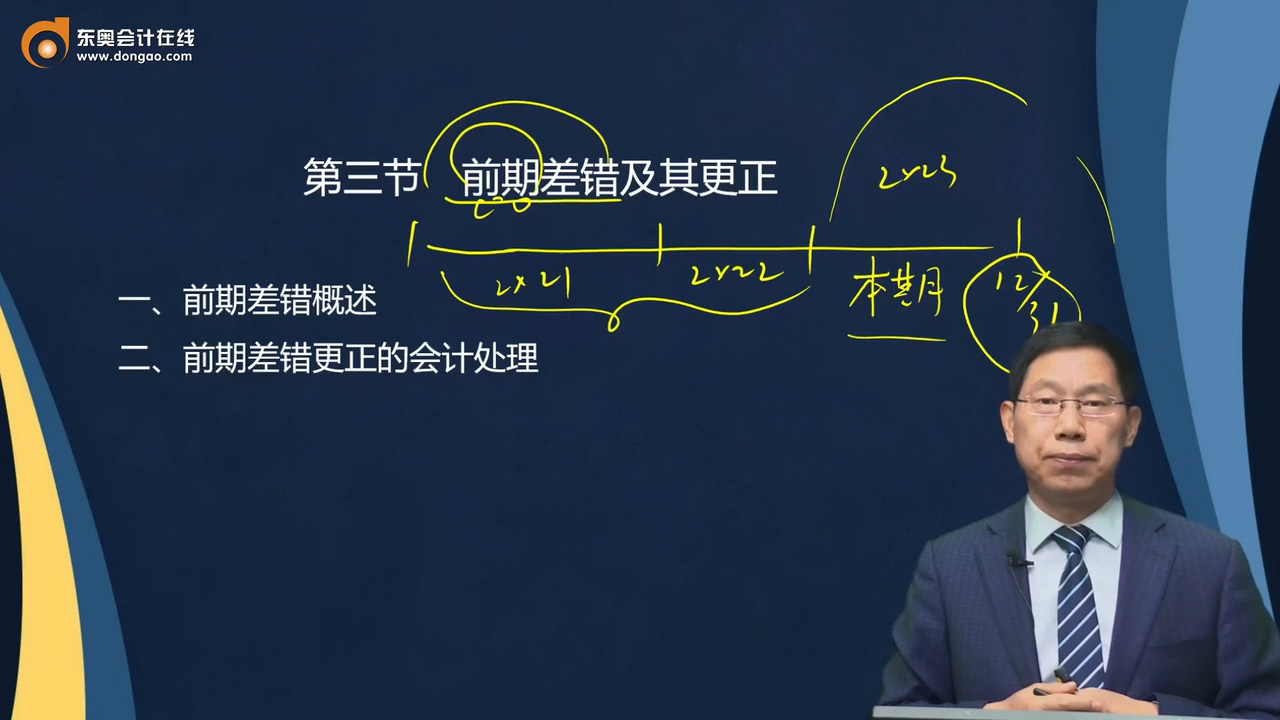 东奥会计在线
www.dongao.com
第三节 前期差错及其更正
2×23
2×21
2×22
本期
12/31
一、前期差错概述
二、前期差错更正的会计处理